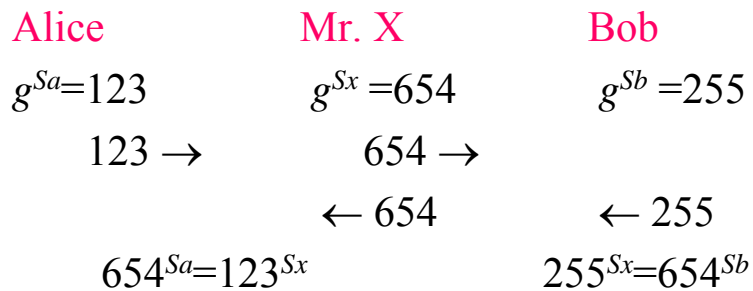 Alice Mr. X Bob
g^{Sa}=123 g^{Sx} =654 g^{Sb} =255
123 → 654 →
← 654 ← 255
654^{Sa}=123^{Sx} 255^{Sx}=654^{Sb}